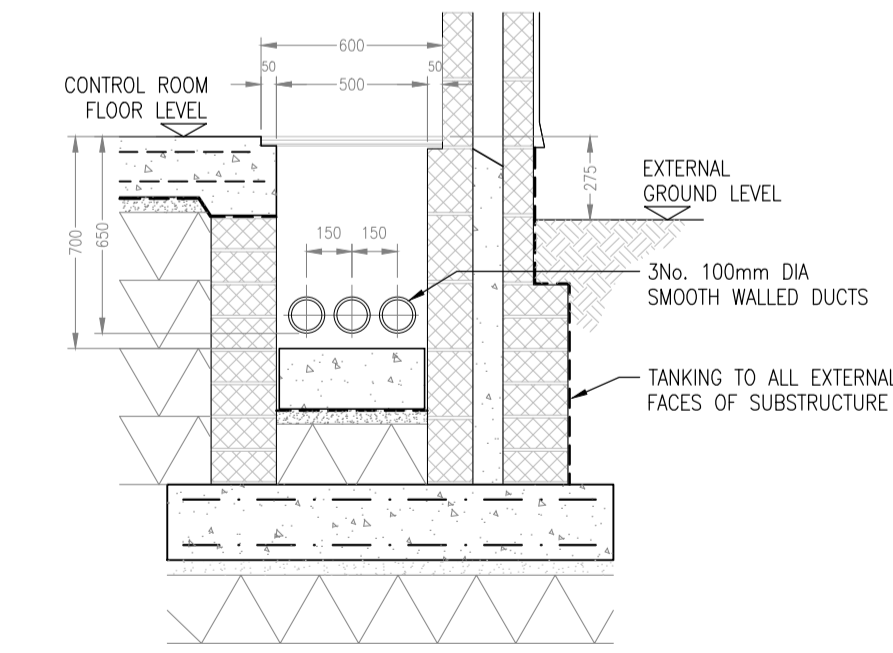 600
50
500
50
CONTROL ROOM
FLOOR LEVEL
EXTERNAL
GROUND LEVEL
275
700
650
150
150
3No. 100mm DIA
SMOOTH WALLED DUCTS
TANKING TO ALL EXTERNAL
FACES OF SUBSTRUCTURE